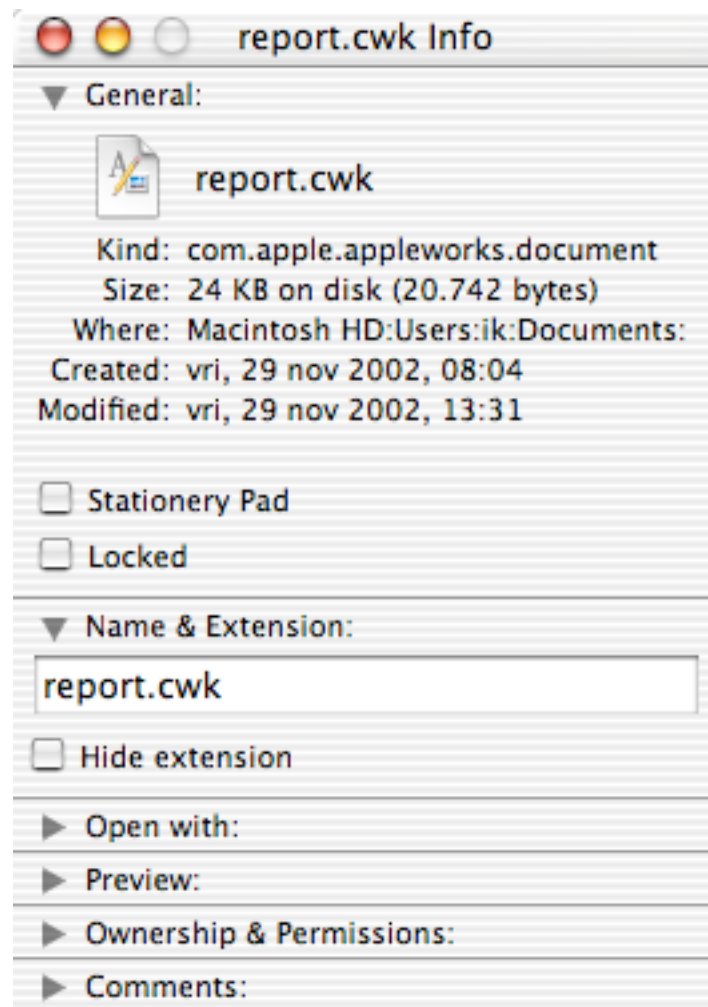 report.cwk Info
General:
report.cwk
Kind: com.apple.appleworks.document
Size: 24 KB on disk (20.742 bytes)
Where: Macintosh HD:Users:ik:Documents:
Created: vri, 29 nov 2002, 08:04
Modified: vri, 29 nov 2002, 13:31
Stationery Pad
Locked
Name & Extension:
report.cwk
Hide extension
Open with:
Preview:
Ownership & Permissions:
Comments: